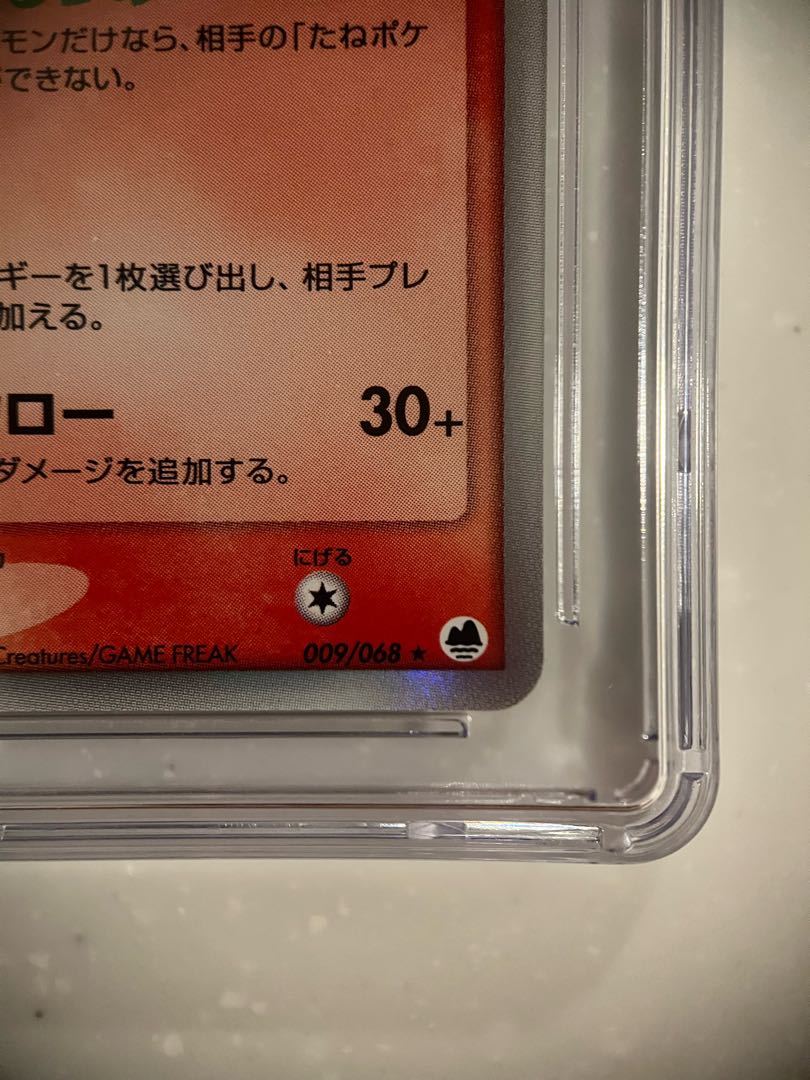 モンだけなら、相手の「たねポケ
できない。
ギーを1枚選び出し、相手プレ
加える。
ロー 30+
ダメージを追加する。
にげる
Creatures/GAME FREAK 009/068 ★